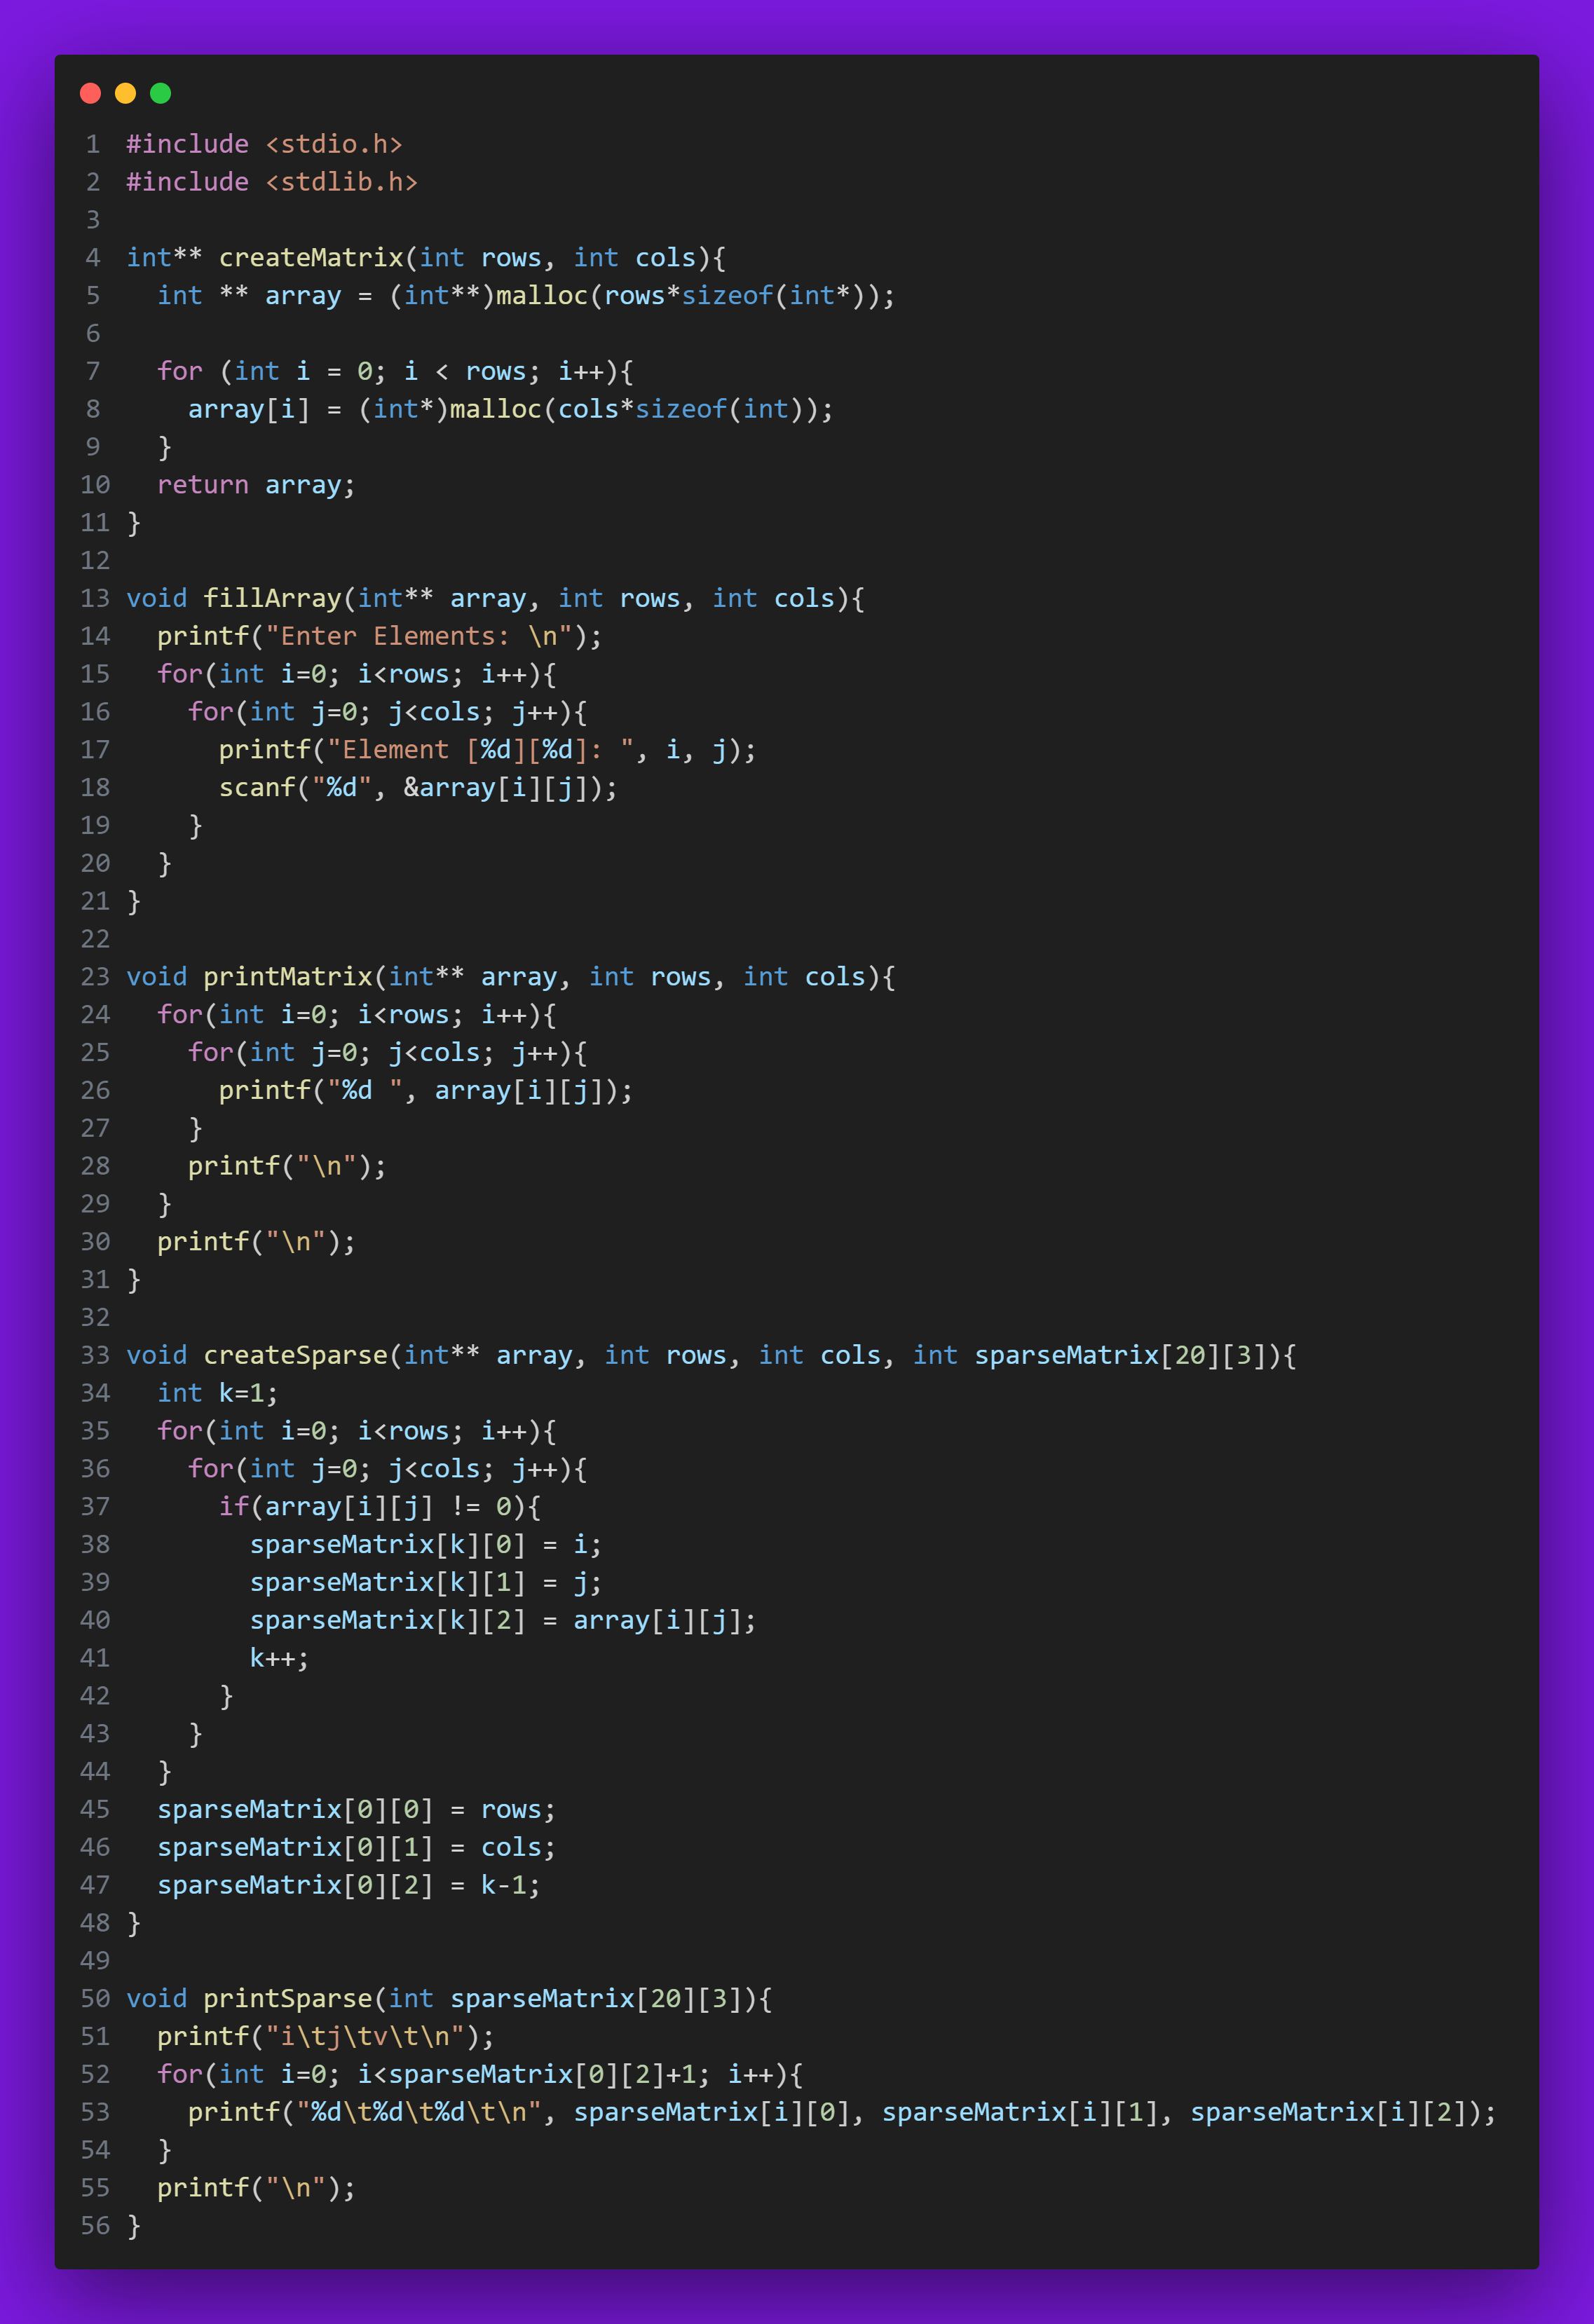 1 #include <stdio.h>
2 #include <stdlib.h>
3
4 int** createMatrix(int rows, int cols){
5   int ** array = (int**)malloc(rows*sizeof(int*));
6
7   for (int i = 0; i < rows; i++){
8     array[i] = (int*)malloc(cols*sizeof(int));
9   }
10   return array;
11 }
12
13 void fillArray(int** array, int rows, int cols){
14   printf("Enter Elements: \n");
15   for(int i=0; i<rows; i++){
16     for(int j=0; j<cols; j++){
17       printf("Element [%d][%d]: ", i, j);
18       scanf("%d", &array[i][j]);
19     }
20   }
21 }
22
23 void printMatrix(int** array, int rows, int cols){
24   for(int i=0; i<rows; i++){
25     for(int j=0; j<cols; j++){
26       printf("%d ", array[i][j]);
27     }
28     printf("\n");
29   }
30   printf("\n");
31 }
32
33 void createSparse(int** array, int rows, int cols, int sparseMatrix[20][3]){
34   int k=1;
35   for(int i=0; i<rows; i++){
36     for(int j=0; j<cols; j++){
37       if(array[i][j] != 0){
38         sparseMatrix[k][0] = i;
39         sparseMatrix[k][1] = j;
40         sparseMatrix[k][2] = array[i][j];
41         k++;
42       }
43     }
44   }
45   sparseMatrix[0][0] = rows;
46   sparseMatrix[0][1] = cols;
47   sparseMatrix[0][2] = k-1;
48 }
49
50 void printSparse(int sparseMatrix[20][3]){
51   printf("i\tj\tv\t\n");
52   for(int i=0; i<sparseMatrix[0][2]+1; i++){
53     printf("%d\t%d\t%d\t\n", sparseMatrix[i][0], sparseMatrix[i][1], sparseMatrix[i][2]);
54   }
55   printf("\n");
56 }